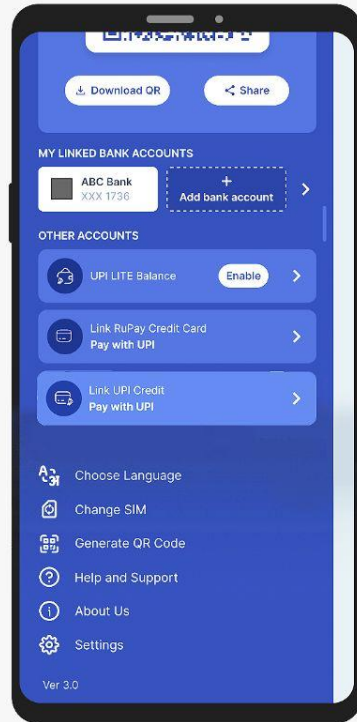 Download QR
Share
MY LINKED BANK ACCOUNTS
ABC Bank
XXX 1736
+
Add bank account
OTHER ACCOUNTS
UPI LITE Balance
Enable
Link RuPay Credit Card
Pay with UPI
Link UPI Credit
Pay with UPI
Choose Language
Change SIM
Generate QR Code
Help and Support
About Us
Settings
Ver 3.0